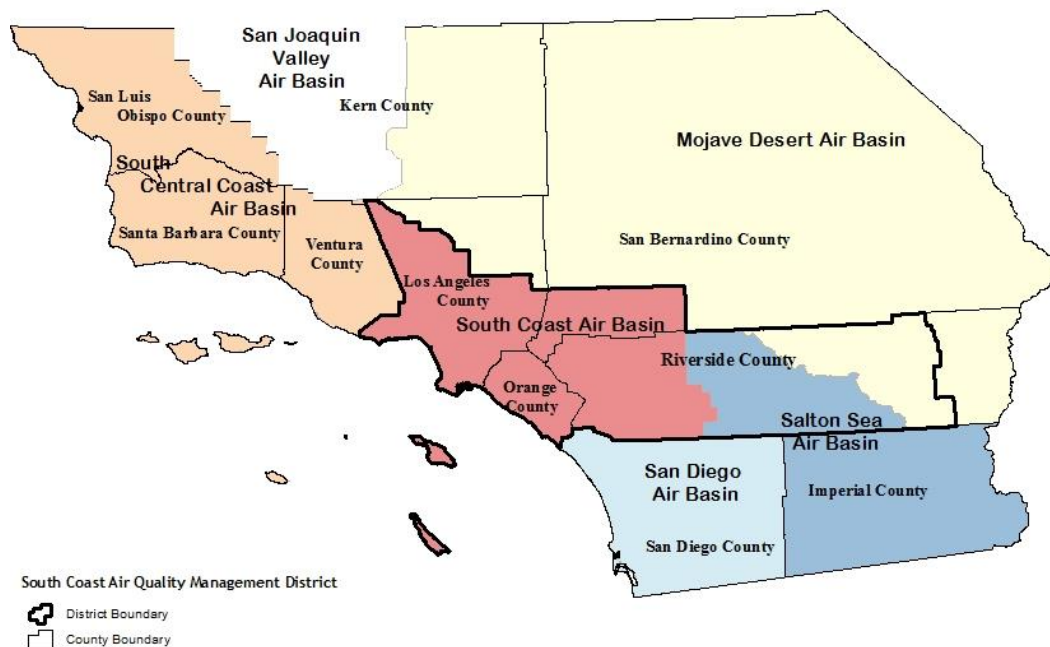 San Joaquin
Valley
Air Basin
San Luis
Obispo County
Kern County
Mojave Desert Air Basin
South
Central Coast
Air Basin
Santa Barbara County
Ventura
County
San Bernardino County
Los Angeles
County
South Coast Air Basin
Riverside County
Orange
County
Salton Sea
Air Basin
San Diego
Air Basin
Imperial County
San Diego County
South Coast Air Quality Management District
District Boundary
County Boundary